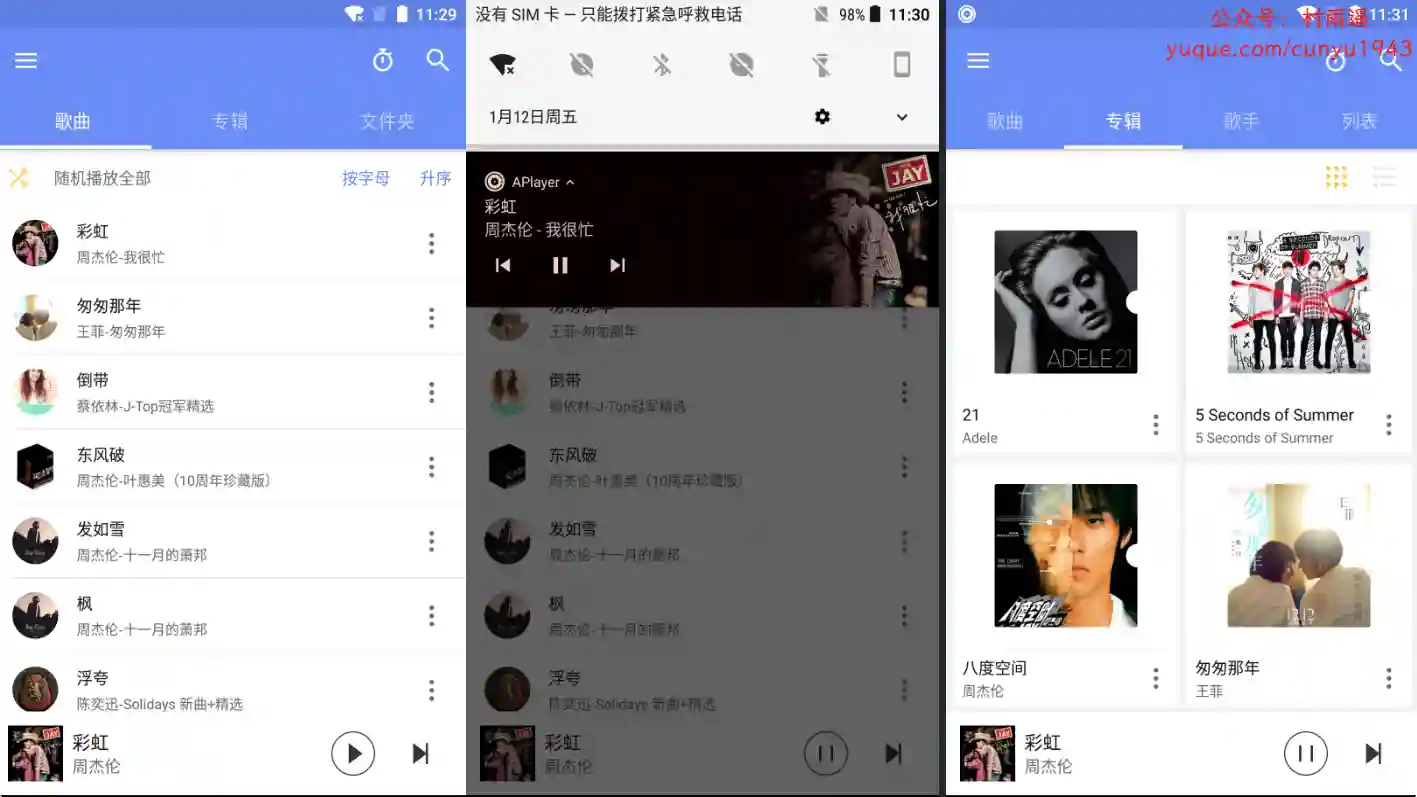 11:29
歌曲
专辑
文件夹
随机播放全部
按字母
升序
彩虹
周杰伦-我很忙
匆匆那年
王菲-匆匆那年
倒带
蔡依林-J-Top冠军精选
东风破
周杰伦-叶惠美（10周年珍藏版）
发如雪
周杰伦-十一月的萧邦
枫
周杰伦-十一月的萧邦
浮夸
陈奕迅-Solidays 新曲+精选
彩虹
周杰伦
没有 SIM 卡 – 只能拨打紧急呼救电话
98%
11:30
1月12日周五
APlayer
彩虹
周杰伦 - 我很忙
JAY
我很忙
匆匆那年
王菲-匆匆那年
倒带
蔡依林-J-Top冠军精选
东风破
周杰伦-叶惠美（10周年珍藏版）
发如雪
周杰伦-十一月的萧邦
枫
周杰伦-十一月的萧邦
浮夸
陈奕迅-Solidays 新曲+精选
彩虹
周杰伦
11:31
公众号：村雨遥
yuque.com/cunyu1943
歌曲
专辑
歌手
列表
ADELE 21
21
Adele
5 SECONDS
OF SUMMER
5 Seconds of Summer
5 Seconds of Summer
八度空间
八度空间
周杰伦
匆匆那年
王菲
彩虹
周杰伦